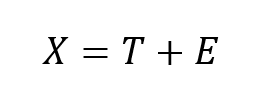 X = T + E